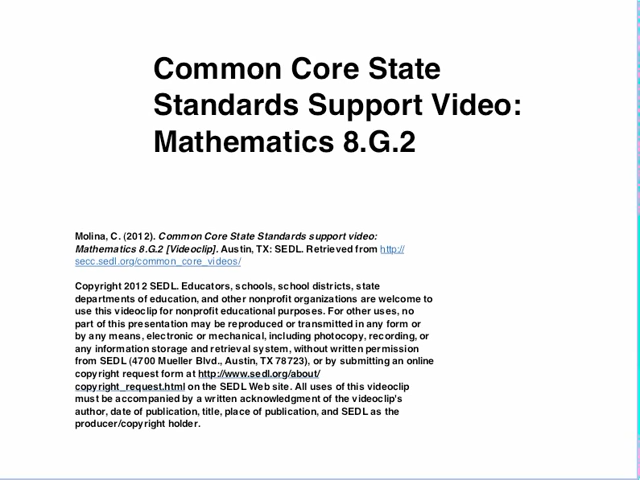 Common Core State
Standards Support Video:
Mathematics 8.G.2
Molina, C. (2012). Common Core State Standards support video:
Mathematics 8.G.2 [Videoclip]. Austin, TX: SEDL. Retrieved from http://
secc.sedl.org/common_core_videos/
Copyright 2012 SEDL. Educators, schools, school districts, state
departments of education, and other nonprofit organizations are welcome to
use this videoclip for nonprofit educational purposes. For other uses, no
part of this presentation may be reproduced or transmitted in any form or
by any means, electronic or mechanical, including photocopy, recording, or
any information storage and retrieval system, without written permission
from SEDL (4700 Mueller Blvd., Austin, TX 78723), or by submitting an online
copyright request form at http://www.sedl.org/about/
copyright_request.html on the SEDL Web site. All uses of this videoclip
must be accompanied by a written acknowledgment of the videoclip's
author, date of publication, title, place of publication, and SEDL as the
producer/copyright holder.